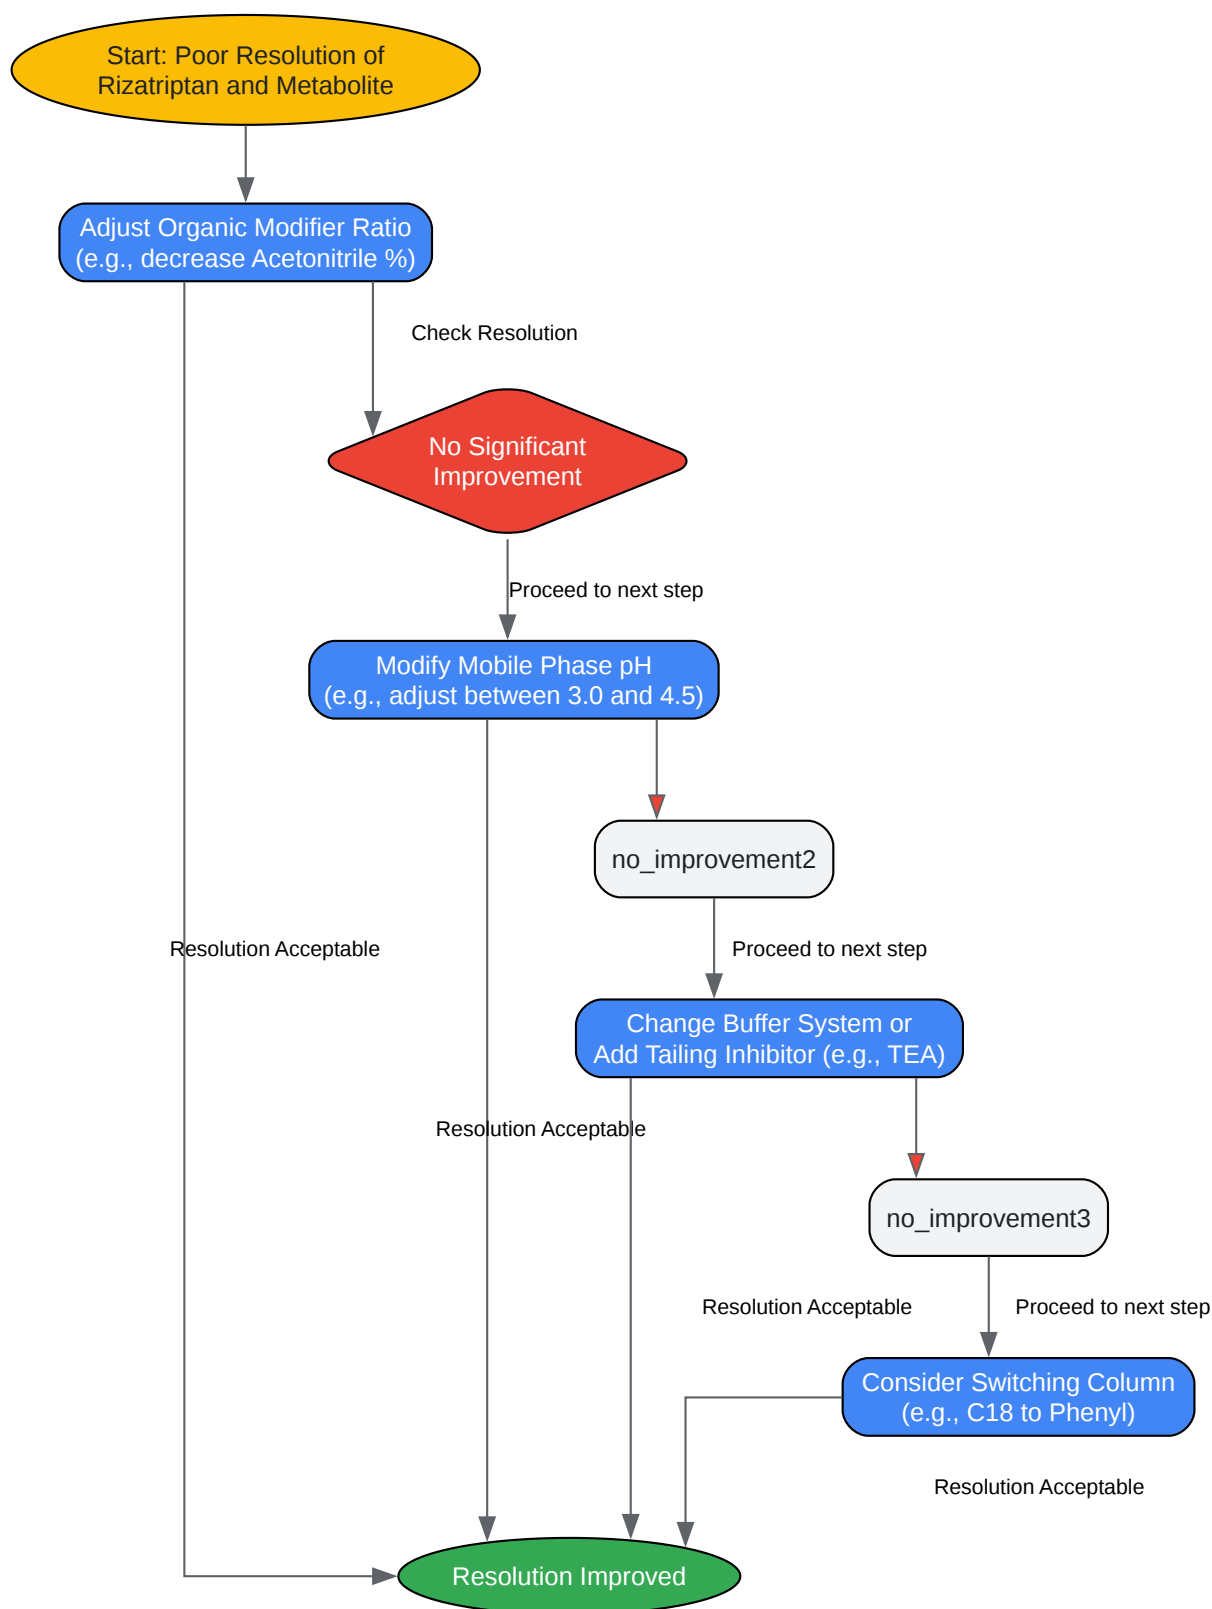 Start: Poor Resolution of
Rizatriptan and Metabolite
Adjust Organic Modifier Ratio
(e.g., decrease Acetonitrile %)
Check Resolution
No Significant
Improvement
Proceed to next step
Modify Mobile Phase pH
(e.g., adjust between 3.0 and 4.5)
no_improvement2
Resolution Acceptable
Proceed to next step
Change Buffer System or
Add Tailing Inhibitor (e.g., TEA)
Resolution Acceptable
no_improvement3
Resolution Acceptable
Proceed to next step
Consider Switching Column
(e.g., C18 to Phenyl)
Resolution Acceptable
Resolution Improved